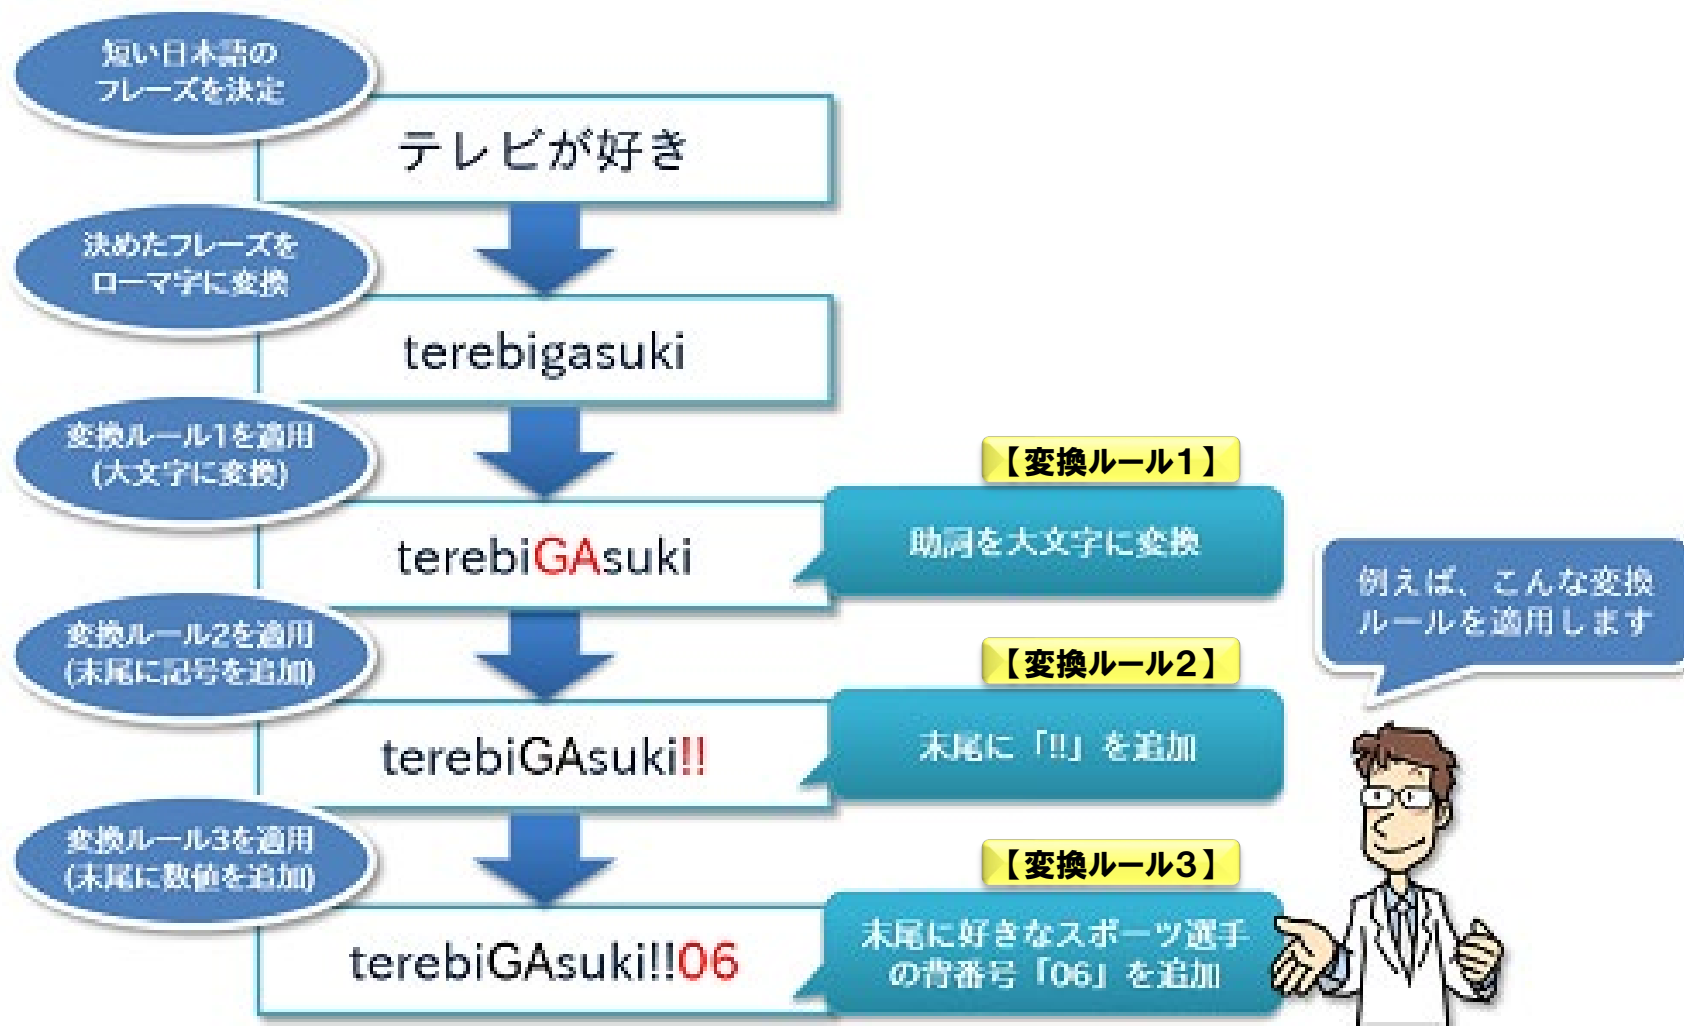 短い日本語の
フレーズを決定
テレビが好き
決めたフレーズを
ローマ字に変換
terebigasuki
変換ルール1を適用
(大文字に変換)
【変換ルール1】
terebiGAsuki
助詞を大文字に変換
例えば、こんな変換
ルールを適用します
変換ルール2を適用
(末尾に記号を追加)
【変換ルール2】
terebiGAsuki!!
末尾に「!!」を追加
変換ルール3を適用
(末尾に数値を追加)
【変換ルール3】
terebiGAsuki!!06
末尾に好きなスポーツ選手
の背番号「06」を追加